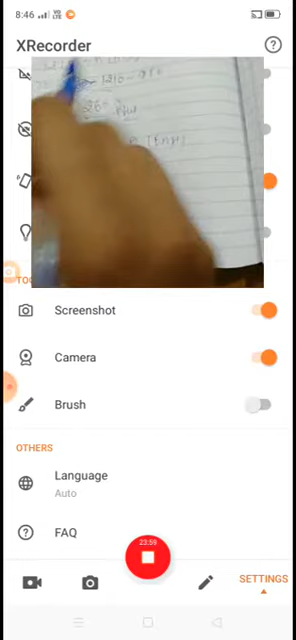 8:46
XRecorder
Screenshot
Camera
Brush
OTHERS
Language
Auto
FAQ
23:59
SETTINGS